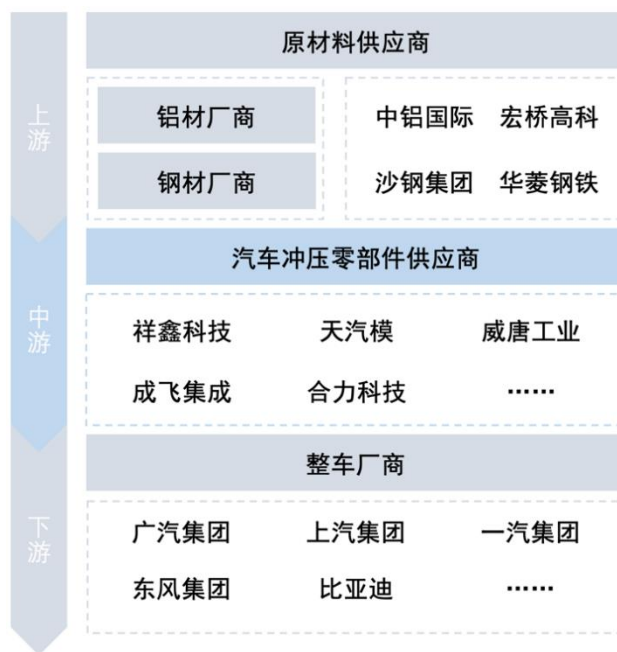 原材料供应商
上游
铝材厂商
中铝国际 宏桥高科
钢材厂商
沙钢集团 华菱钢铁
汽车冲压零部件供应商
中游
祥鑫科技 天汽模 威唐工业
成飞集成 合力科技 ······
整车厂商
下游
广汽集团 上汽集团 一汽集团
东风集团 比亚迪 ······